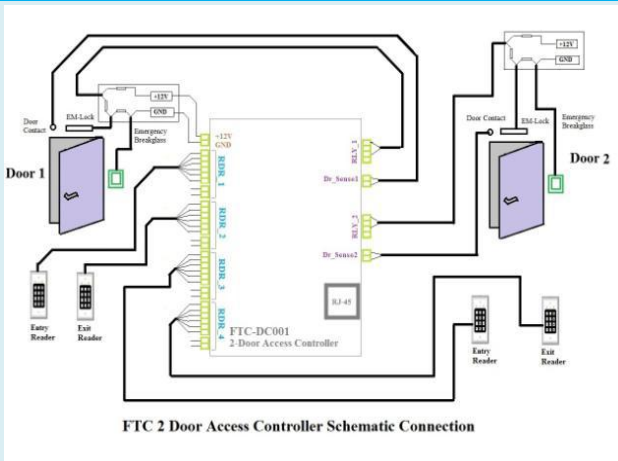 +12V
GND
+12V
GND
Door
Contact
EM-Lock
Emergency
Breakglass
Door 1
Door Contact
EM-Lock
Emergency
Breakglass
Door 2
+12V
GND
RDR_1
RDR_2
RDR_3
RDR_4
RLY_1
Dr_Sense1
RLY_2
Dr_Sense2
RJ-45
FTC-DC001
2-Door Access Controller
Entry
Reader
Exit
Reader
Entry
Reader
Exit
Reader
FTC 2 Door Access Controller Schematic Connection